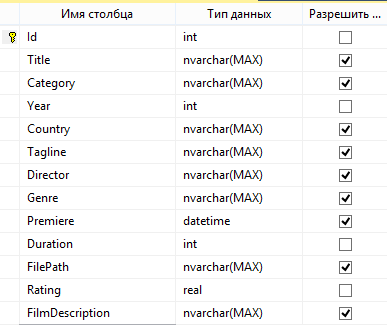 Имя столбца Тип данных Разрешить ...
Id int
Title nvarchar(MAX)
Category nvarchar(MAX)
Year int
Country nvarchar(MAX)
Tagline nvarchar(MAX)
Director nvarchar(MAX)
Genre nvarchar(MAX)
Premiere datetime
Duration int
FilePath nvarchar(MAX)
Rating real
FilmDescription nvarchar(MAX)